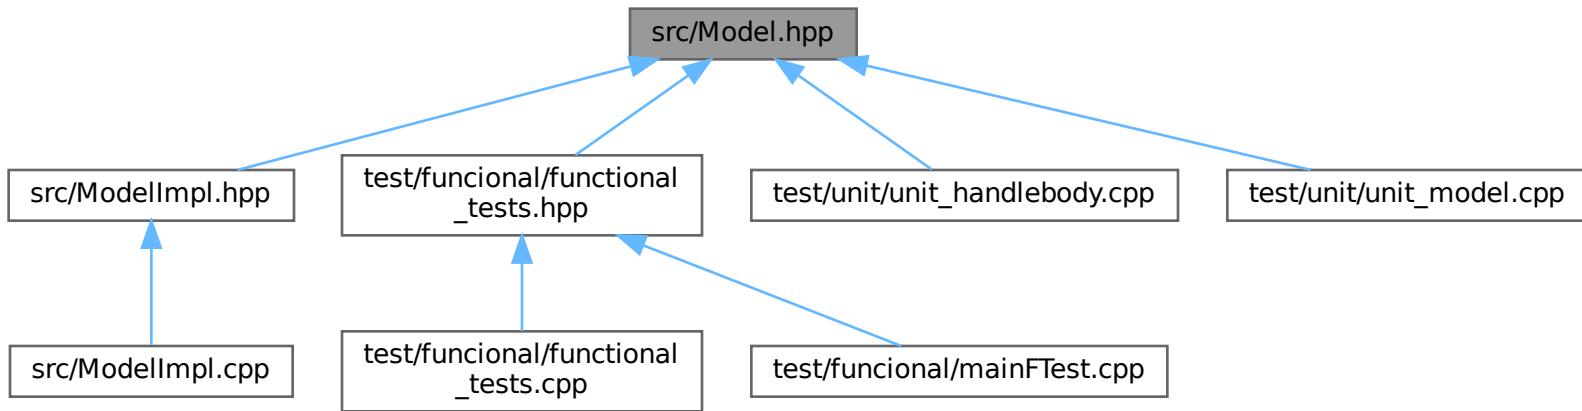 src/Model.hpp
src/ModelImpl.hpp
test/funcional/functional
_tests.hpp
test/unit/unit_handlebody.cpp
test/unit/unit_model.cpp
src/ModelImpl.cpp
test/funcional/functional
_tests.cpp
test/funcional/mainFTest.cpp